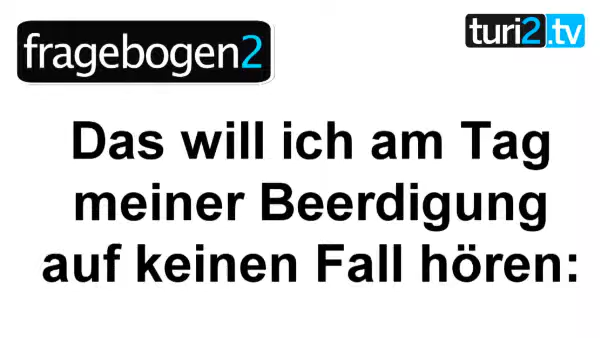 fragebogen2
turi2.tv
Das will ich am Tag
meiner Beerdigung
auf keinen Fall hören: